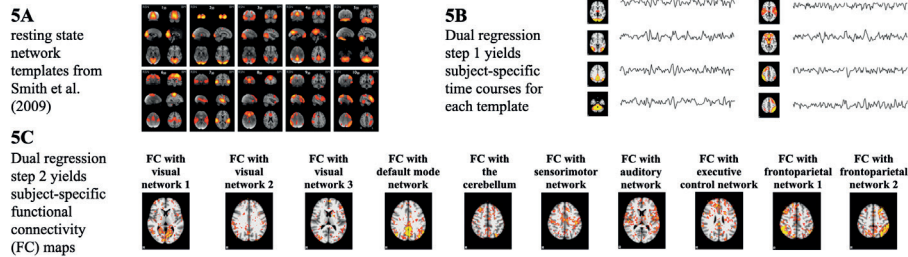 5A
resting state
network
templates from
Smith et al.
(2009)
5B
Dual regression
step 1 yields
subject-specific
time courses for
each template
5C
Dual regression
step 2 yields
subject-specific
functional
connectivity
(FC) maps
FC with
visual
network 1
FC with
visual
network 2
FC with
visual
network 3
FC with
default mode
network
FC with
the
cerebellum
FC with
sensorimotor
network
FC with
auditory
network
FC with
executive
control network
FC with
frontoparietal
network 1
FC with
frontoparietal
network 2